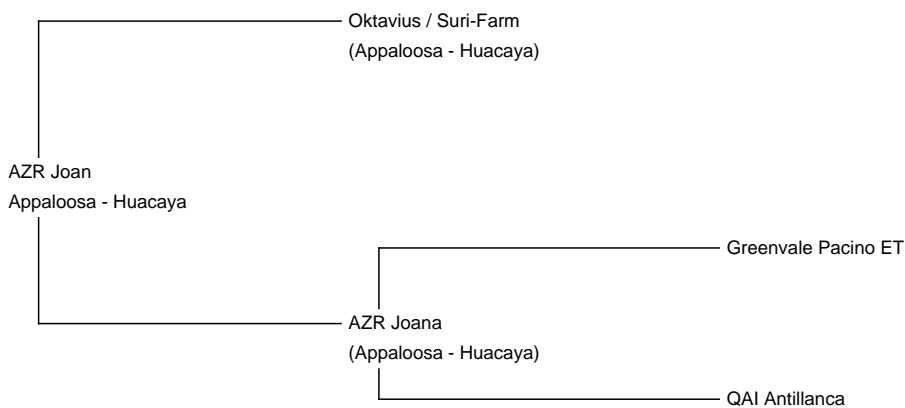 Oktavius / Suri-Farm
(Appaloosa - Huacaya)
AZR Joan
Appaloosa - Huacaya
Greenvale Pacino ET
AZR Joana
(Appaloosa - Huacaya)
QAI Antillanca